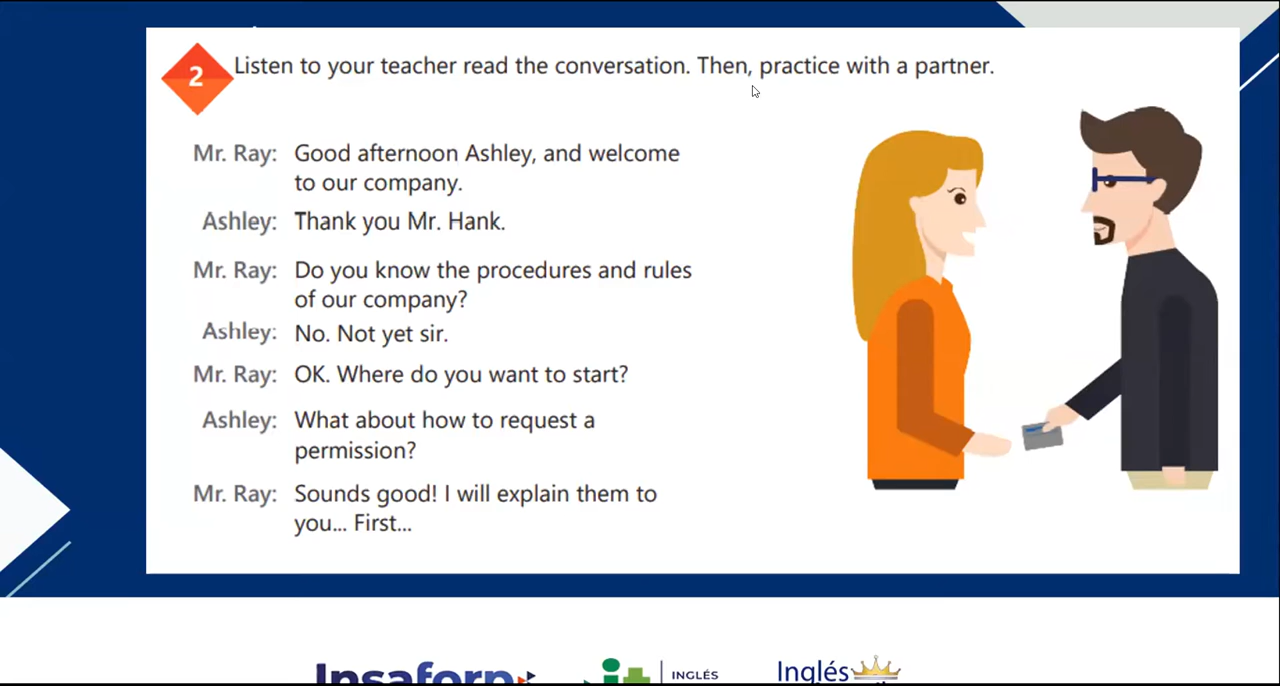 2
Listen to your teacher read the conversation. Then, practice with a partner.
Mr. Ray: Good afternoon Ashley, and welcome
to our company.
Ashley: Thank you Mr. Hank.
Mr. Ray: Do you know the procedures and rules
of our company?
Ashley: No. Not yet sir.
Mr. Ray: OK. Where do you want to start?
Ashley: What about how to request a
permission?
Mr. Ray: Sounds good! I will explain them to
you... First...
Insaforp
it
INGLÉS
Inglés